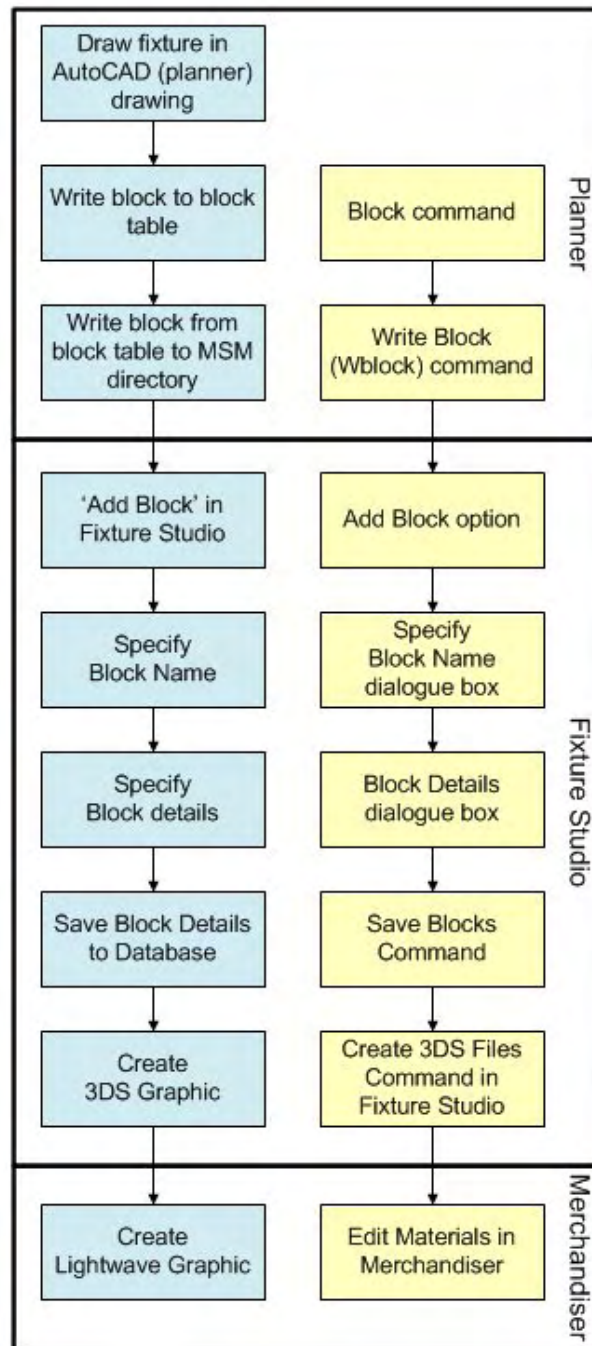 Draw fixture in
AutoCAD (planner)
drawing
Write block to block
table
Block command
Write block from
block table to MSM
directory
Write Block
(Wblock) command
Planner
‘Add Block’ in
Fixture Studio
Add Block option
Specify
Block Name
Specify
Block Name
dialogue box
Specify
Block details
Block Details
dialogue box
Save Block Details
to Database
Save Blocks
Command
Create
3DS Graphic
Create 3DS Files
Command in
Fixture Studio
Fixture Studio
Create
Lightwave Graphic
Edit Materials in
Merchandiser
Merchandiser